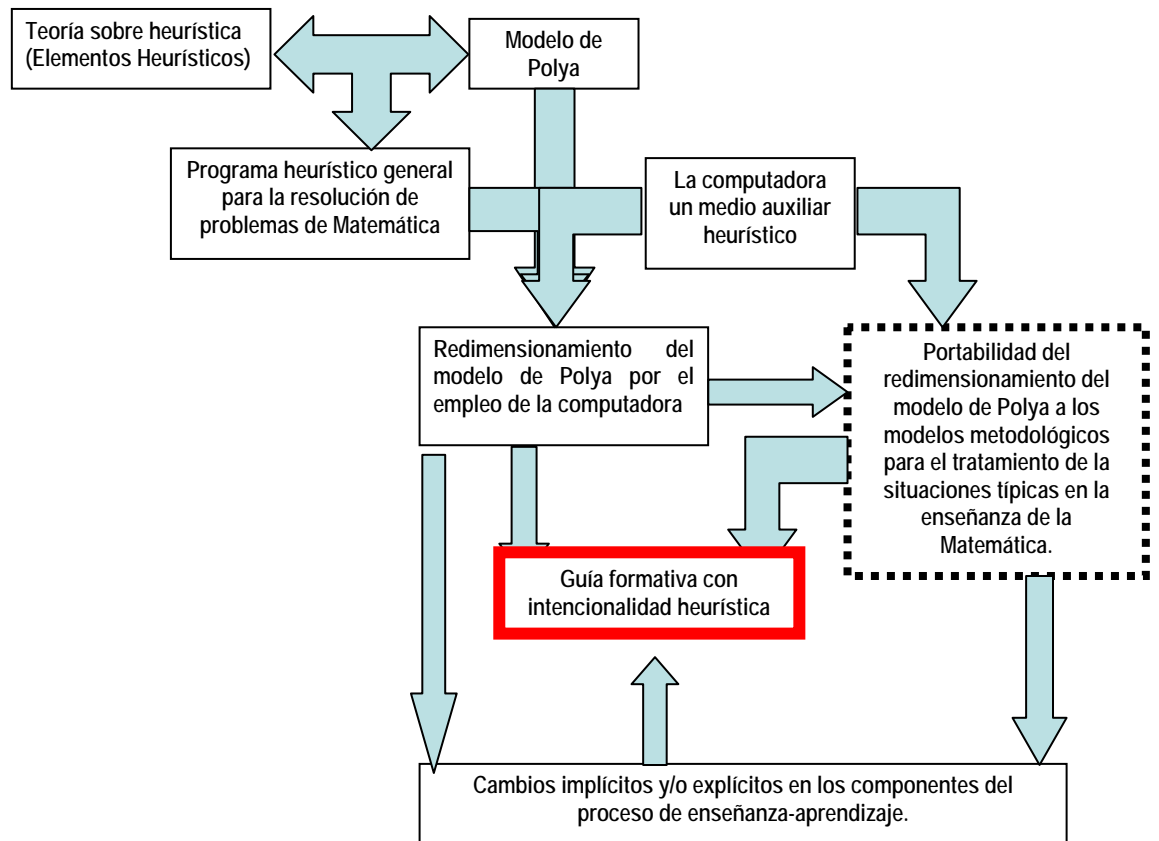 Teoría sobre heurística
(Elementos Heurísticos)
Modelo de
Polya
Programa heurístico general
para la resolución de
problemas de Matemática
La computadora
un medio auxiliar
heurístico
Redimensionamiento del
modelo de Polya por el
empleo de la computadora
Portabilidad del
redimensionamiento del
modelo de Polya a los
modelos metodológicos
para el tratamiento de la
situaciones típicas en la
enseñanza de la
Matemática.
Guía formativa con
intencionalidad heurística
Cambios implícitos y/o explícitos en los componentes del
proceso de enseñanza-aprendizaje.